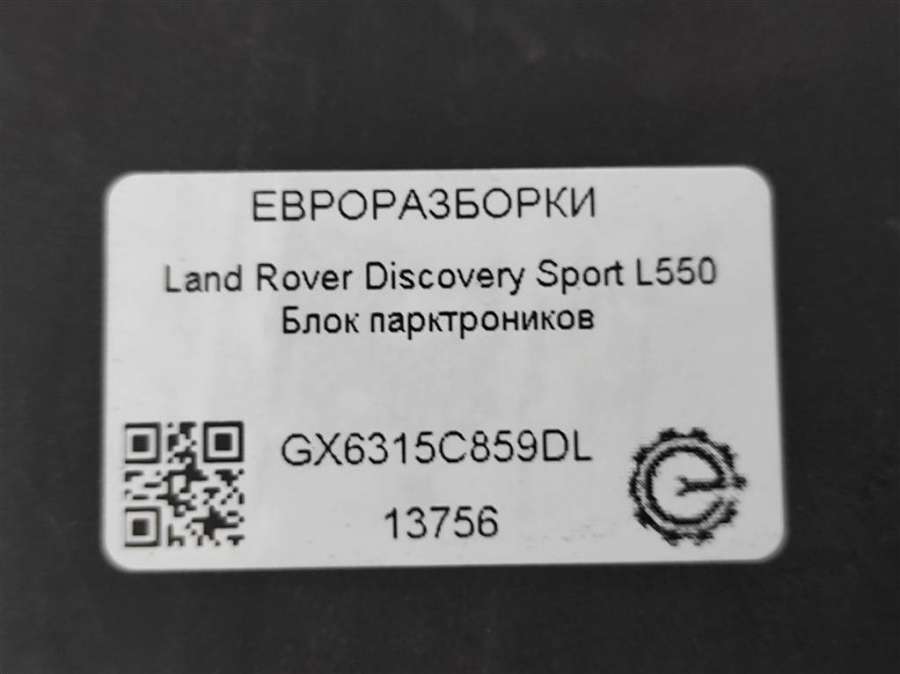 ЕВРОРАЗБОРКИ
Land Rover Discovery Sport L550
Блок парктроников
GX6315C859DL
13756